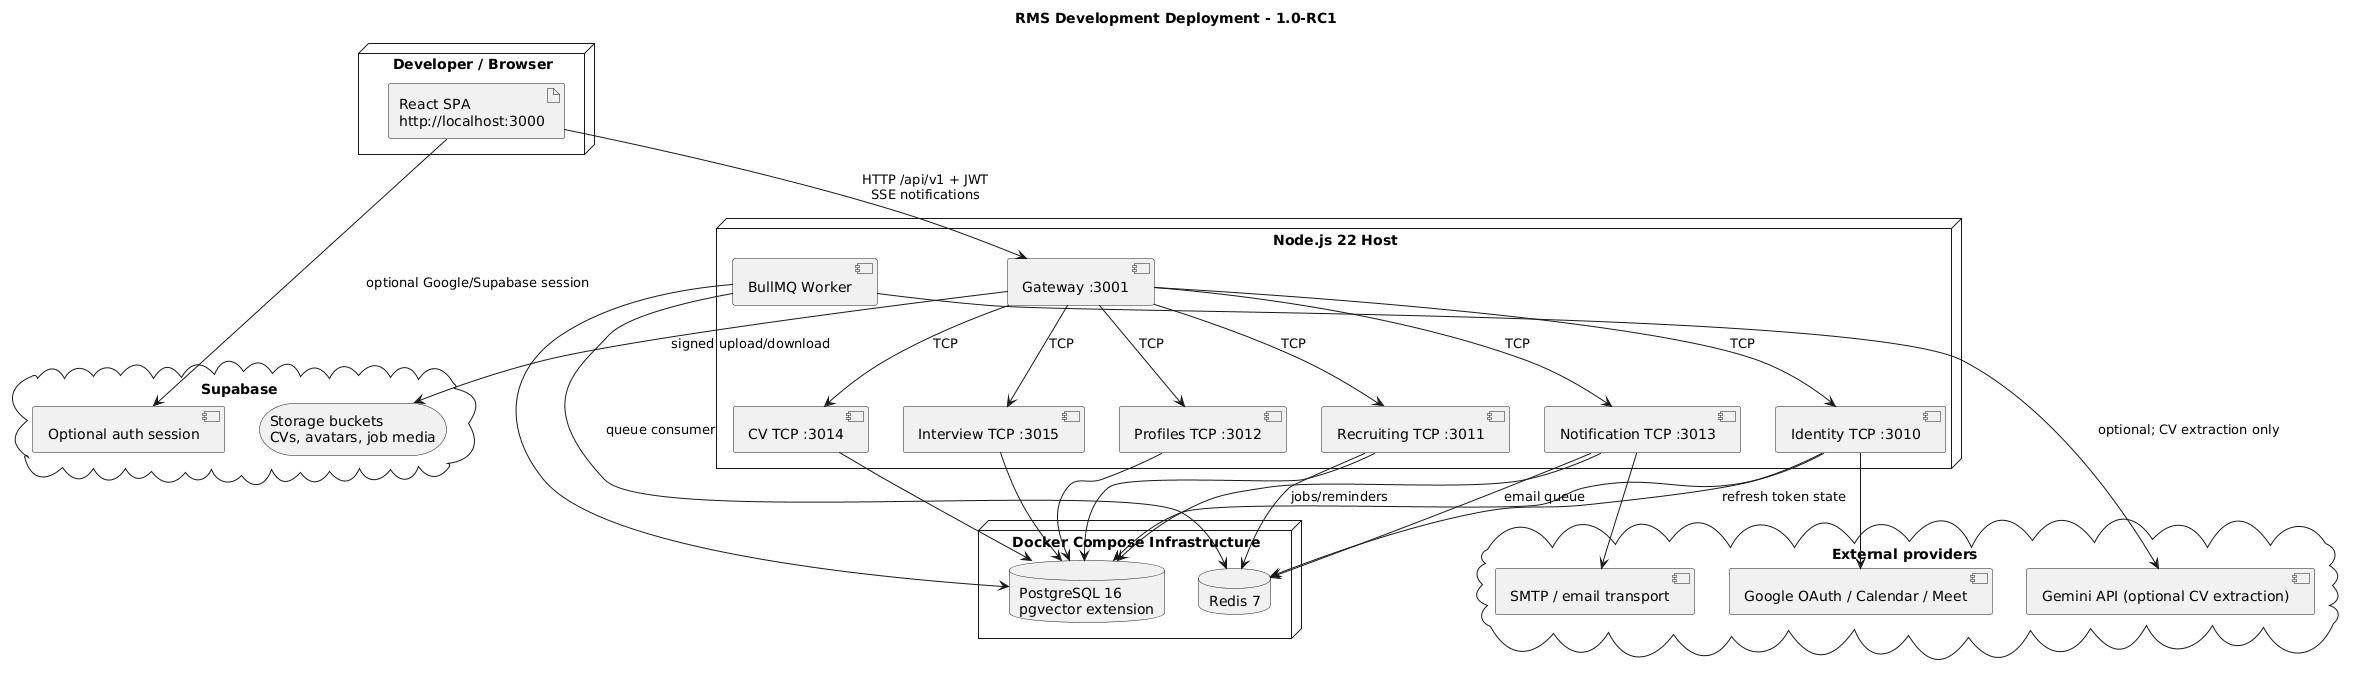 RMS Development Deployment - 1.0-RC1
Developer / Browser
React SPA
http://localhost:3000
HTTP /api/v1 + JWT
SSE notifications
Node.js 22 Host
BullMQ Worker
Gateway :3001
optional Google/Supabase session
signed upload/download
TCP
TCP
TCP
TCP
TCP
TCP
Supabase
Optional auth session
Storage buckets
CVs, avatars, job media
queue consumer
CV TCP :3014
Interview TCP :3015
Profiles TCP :3012
Recruiting TCP :3011
Notification TCP :3013
Identity TCP :3010
optional; CV extraction only
jobs/reminders
email queue
refresh token state
Docker Compose Infrastructure
PostgreSQL 16
pgvector extension
Redis 7
External providers
SMTP / email transport
Google OAuth / Calendar / Meet
Gemini API (optional CV extraction)